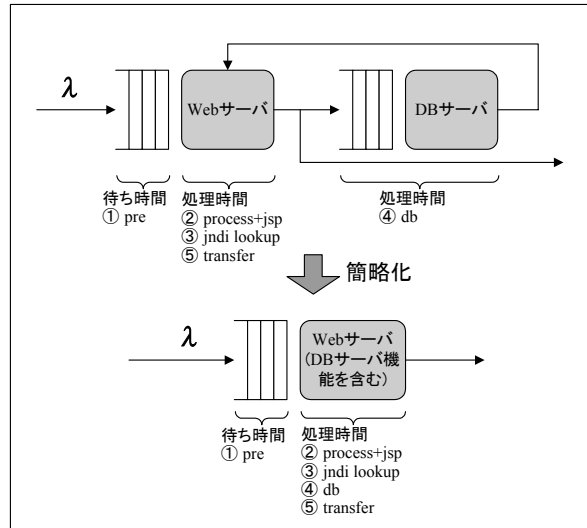 λ
Webサーバ
DBサーバ
待ち時間
① pre
処理時間
② process+jsp
③ jndi lookup
⑤ transfer
処理時間
④ db
簡略化
λ
Webサーバ
(DBサーバ機
能を含む)
待ち時間
① pre
処理時間
② process+jsp
③ jndi lookup
④ db
⑤ transfer